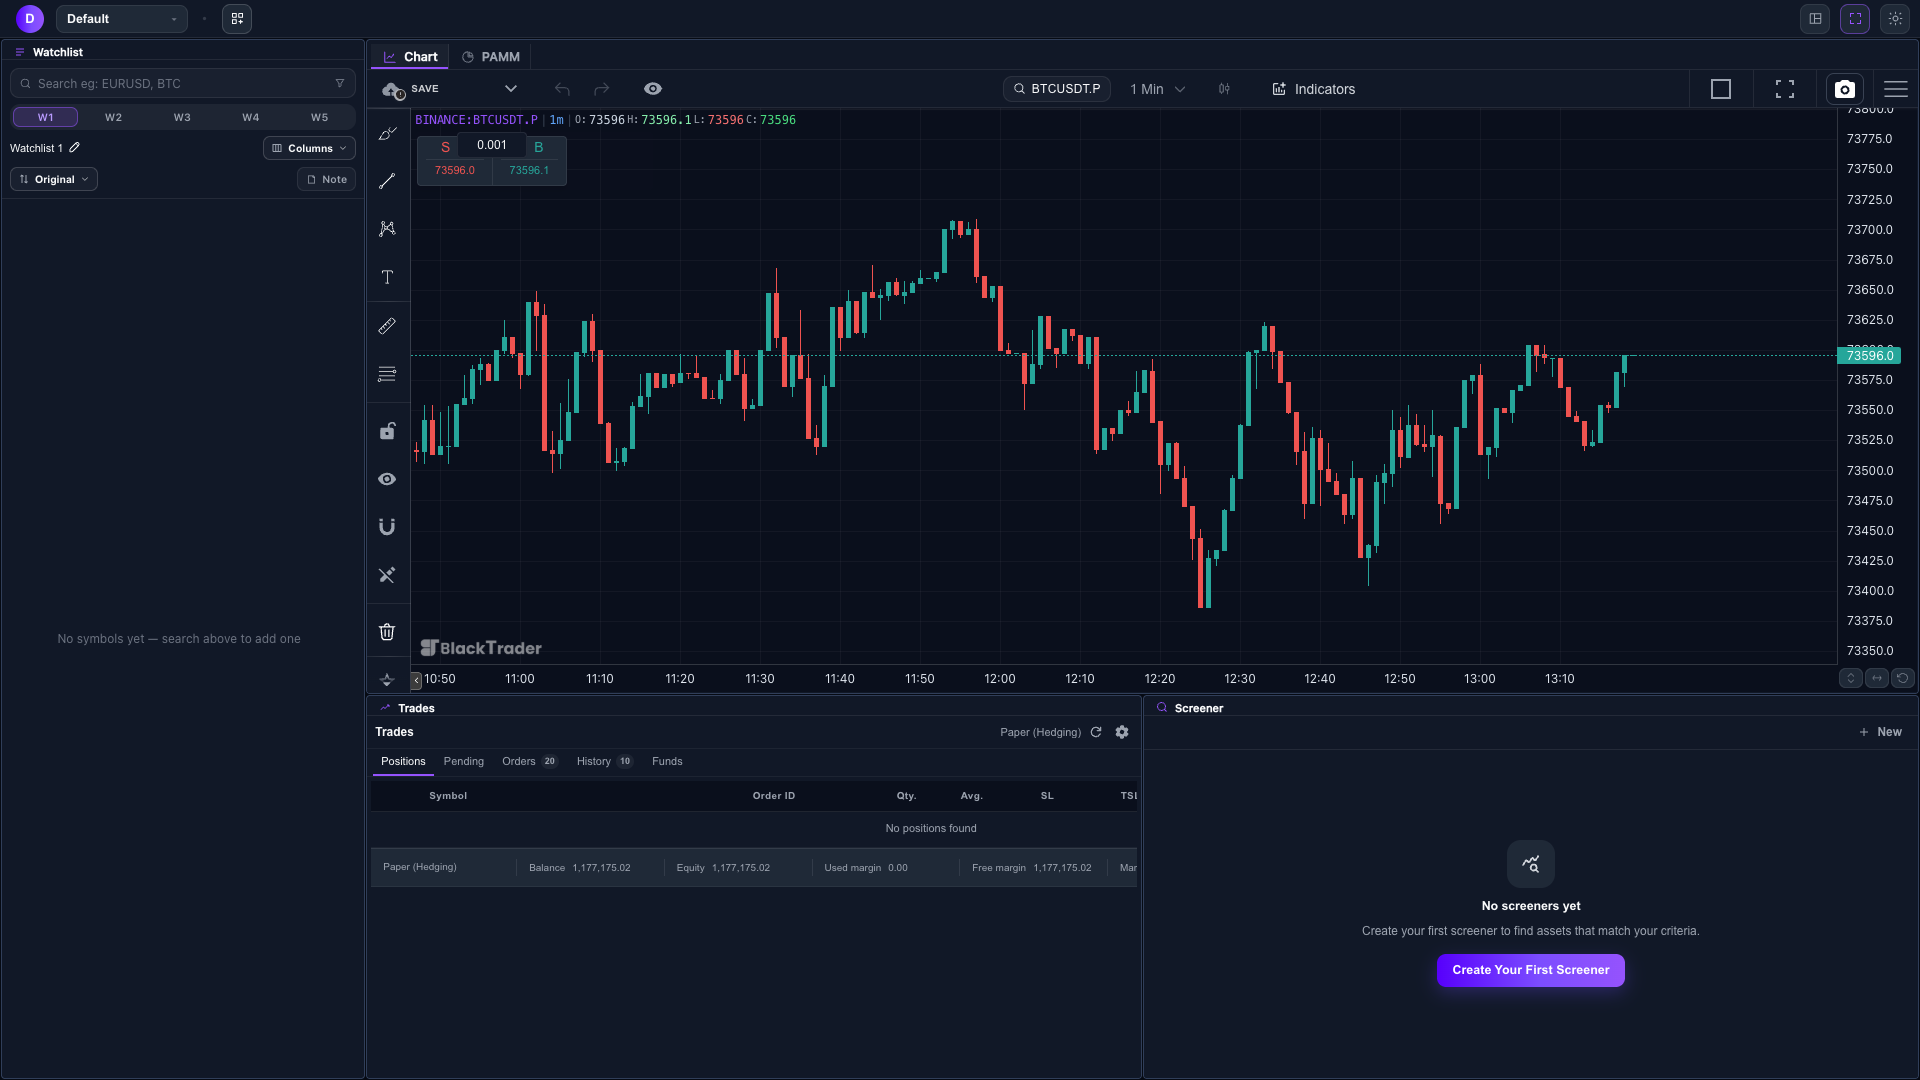 D
Default
Watchlist
Search eg: EURUSD, BTC
W1 W2 W3 W4 W5
Watchlist 1
Columns
Original
Note
No symbols yet — search above to add one
Chart
PAMM
SAVE
BTCUSDT.P
1 Min
Indicators
BINANCE:BTCUSDT.P 1m O: 73596 H: 73596.1 L: 73596 C: 73596
S 0.001 B
73596.0 73596.1
73800.0
73775.0
73750.0
73725.0
73700.0
73675.0
73650.0
73625.0
73596.0
73575.0
73550.0
73525.0
73500.0
73475.0
73450.0
73425.0
73400.0
73375.0
73350.0
BlackTrader
10:50 11:00 11:10 11:20 11:30 11:40 11:50 12:00 12:10 12:20 12:30 12:40 12:50 13:00 13:10
Trades
Trades
Paper (Hedging)
Positions Pending Orders 20 History 10 Funds
Symbol Order ID Qty. Avg. SL TSL
No positions found
Paper (Hedging) Balance 1,177,175.02 Equity 1,177,175.02 Used margin 0.00 Free margin 1,177,175.02 Mar
Screener
New
No screeners yet
Create your first screener to find assets that match your criteria.
Create Your First Screener